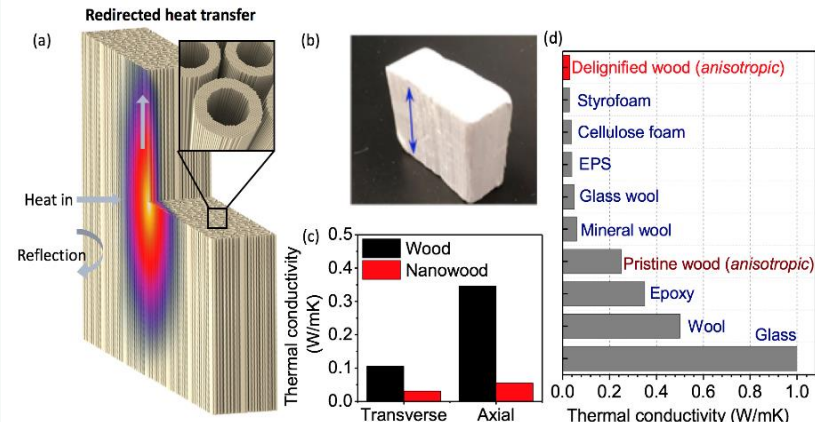 Redirected heat transfer
(a)
Heat in
Reflection
(b)
(c)
Thermal conductivity
(W/mK)
0.5
0.4
0.3
0.2
0.1
0.0
Wood
Nanowood
Transverse
Axial
(d)
Delignified wood (anisotropic)
Styrofoam
Cellulose foam
EPS
Glass wool
Mineral wool
Pristine wood (anisotropic)
Epoxy
Wool
Glass
0.0 0.2 0.4 0.6 0.8 1.0
Thermal conductivity (W/mK)